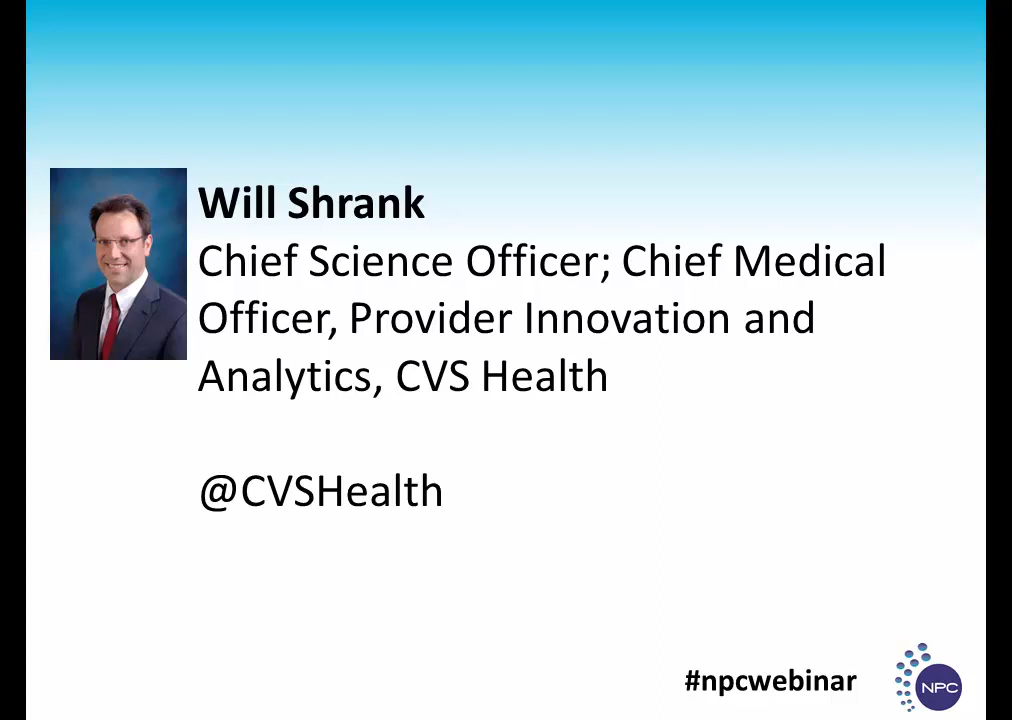 Will Shrank
Chief Science Officer; Chief Medical
Officer, Provider Innovation and
Analytics, CVS Health
@CVSHealth
#npcwebinar
NPC